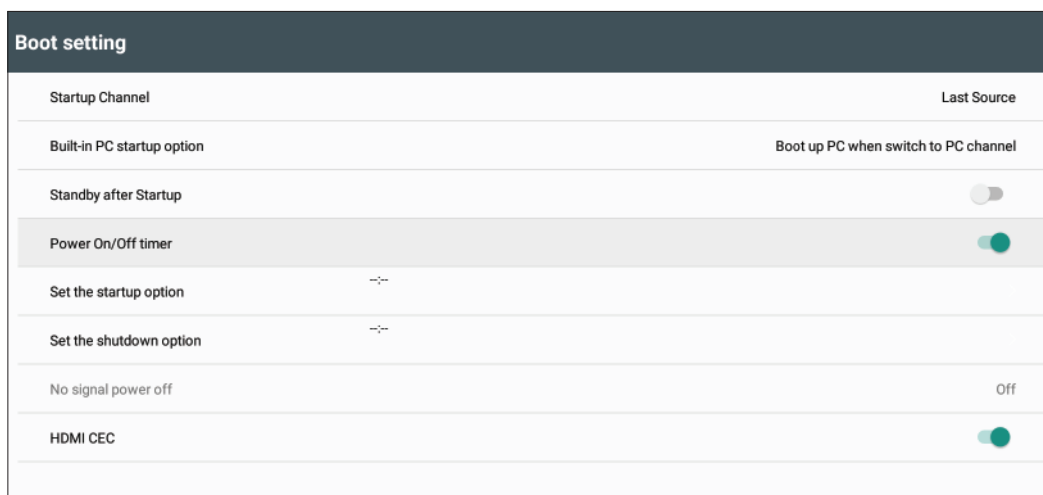 Boot setting
Startup Channel Last Source
Built-in PC startup option Boot up PC when switch to PC channel
Standby after Startup
Power On/Off timer
Set the startup option --:--
Set the shutdown option --:--
No signal power off Off
HDMI CEC